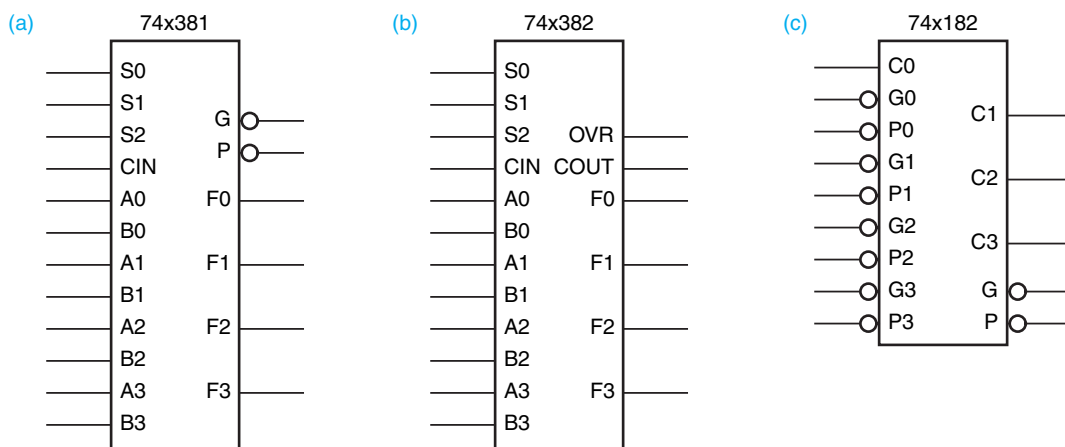 (a)
74x381
S0
S1
S2
G
P
CIN
A0
F0
B0
A1
F1
B1
A2
F2
B2
A3
F3
B3
(b)
74x382
S0
S1
S2
OVR
CIN
COUT
A0
F0
B0
A1
F1
B1
A2
F2
B2
A3
F3
B3
(c)
74x182
C0
G0
C1
P0
G1
C2
P1
G2
C3
P2
G3
G
P3
P